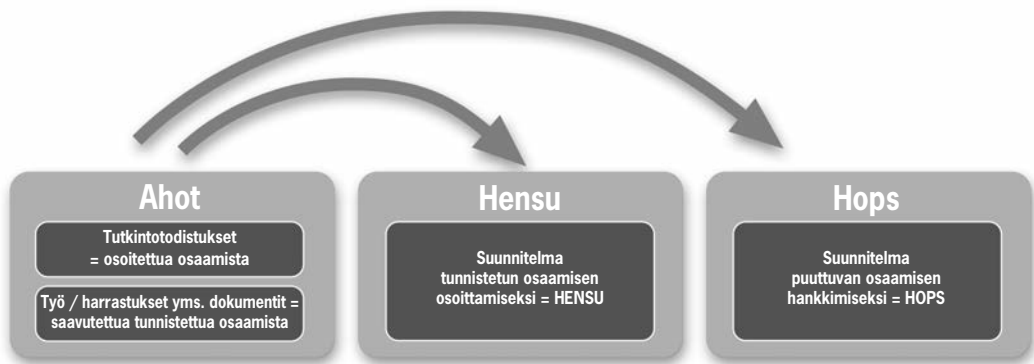 Ahot
Tutkintotodistukset
= osoitettua osaamista
Työ / harrastukset yms. dokumentit =
saavutettua tunnistettua osaamista
Hensu
Suunnitelma
tunnistetun osaamisen
osoittamiseksi = HENSU
Hops
Suunnitelma
puuttuvan osaamisen
hankkimiseksi = HOPS